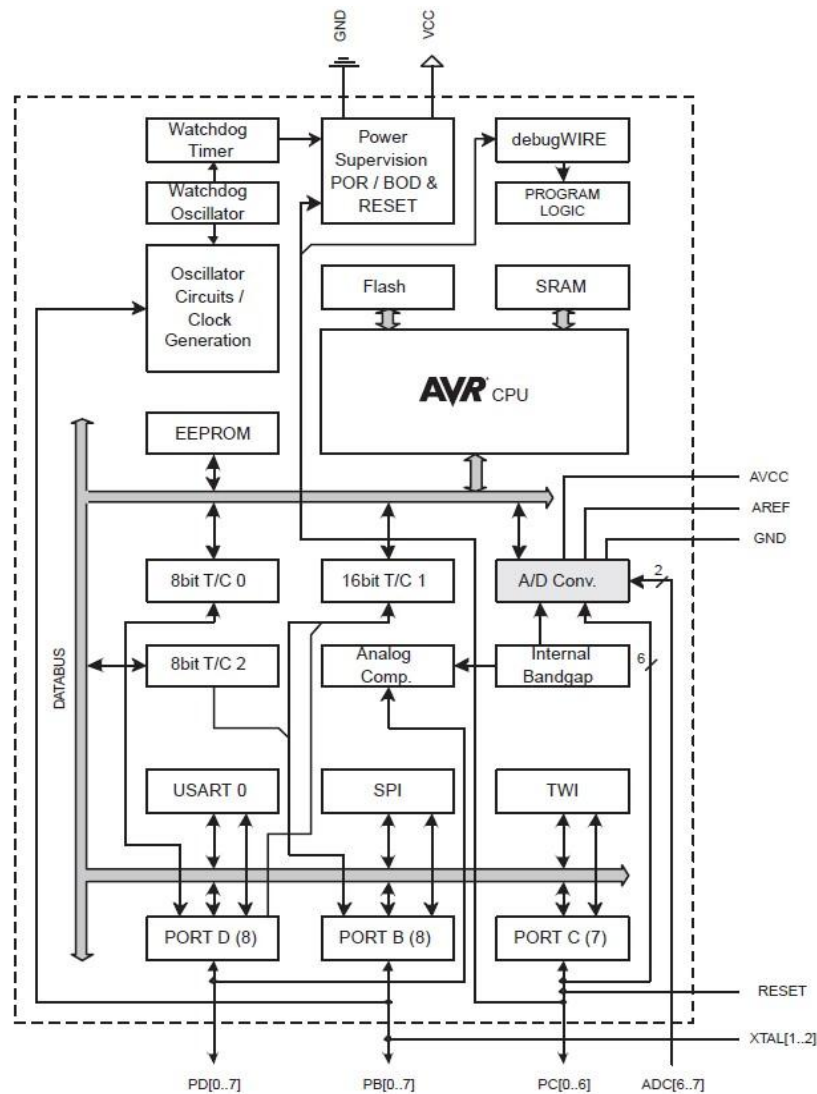 GND
VCC
Watchdog
Timer
Power
Supervision
POR / BOD &
RESET
debugWIRE
Watchdog
Oscillator
PROGRAM
LOGIC
Oscillator
Circuits /
Clock
Generation
Flash
SRAM
AVR CPU
EEPROM
AVCC
AREF
GND
8bit T/C 0
16bit T/C 1
A/D Conv.
2
DATABUS
8bit T/C 2
Analog
Comp.
Internal
Bandgap
6
USART 0
SPI
TWI
PORT D (8)
PORT B (8)
PORT C (7)
RESET
XTAL[1..2]
PD[0..7]
PB[0..7]
PC[0..6]
ADC[6..7]